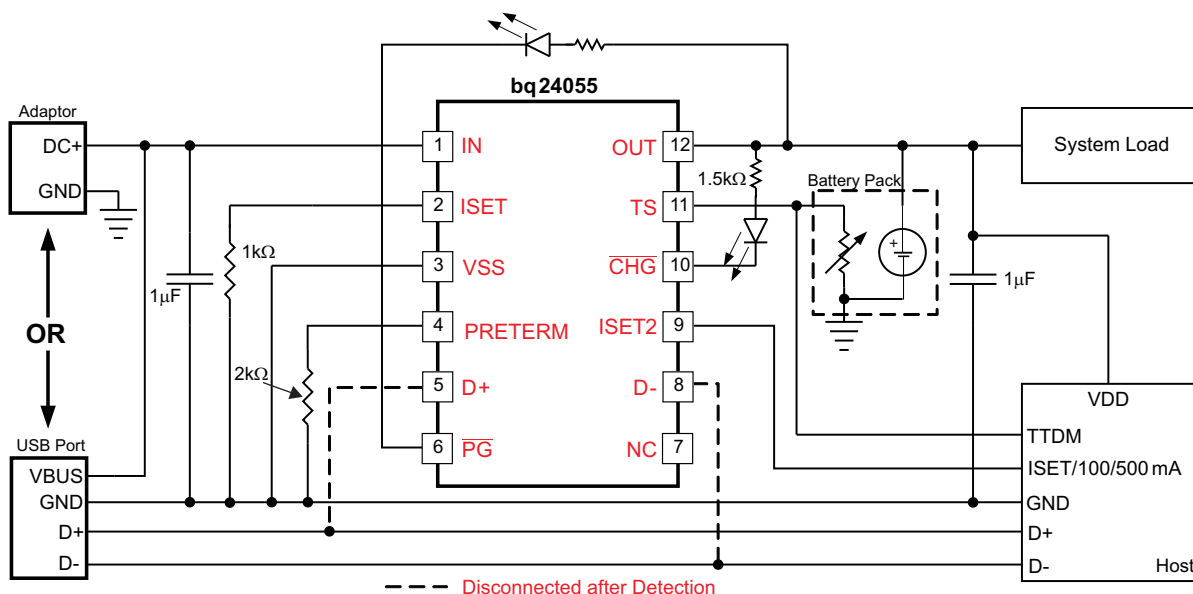 bq24055
Adaptor
DC+
GND
OR
USB Port
VBUS
GND
D+
D-
1μF
1kΩ
2kΩ
1 IN
2 ISET
3 VSS
4 PRETERM
5 D+
6 PG
12 OUT
11 TS
10 CHG
9 ISET2
8 D-
7 NC
1.5kΩ
Battery Pack
+
1μF
System Load
VDD
TTDM
ISET/100/500 mA
GND
D+
D-
Host
Disconnected after Detection